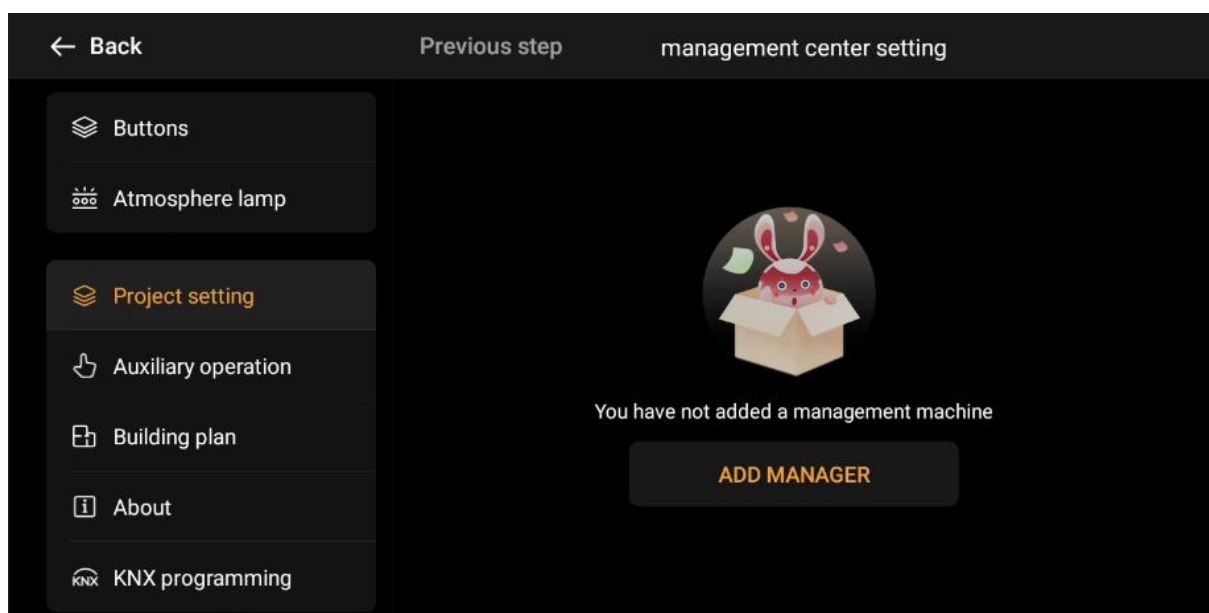 ← Back
Previous step
management center setting
Buttons
Atmosphere lamp
Project setting
Auxiliary operation
Building plan
About
KNX KNX programming
You have not added a management machine
ADD MANAGER